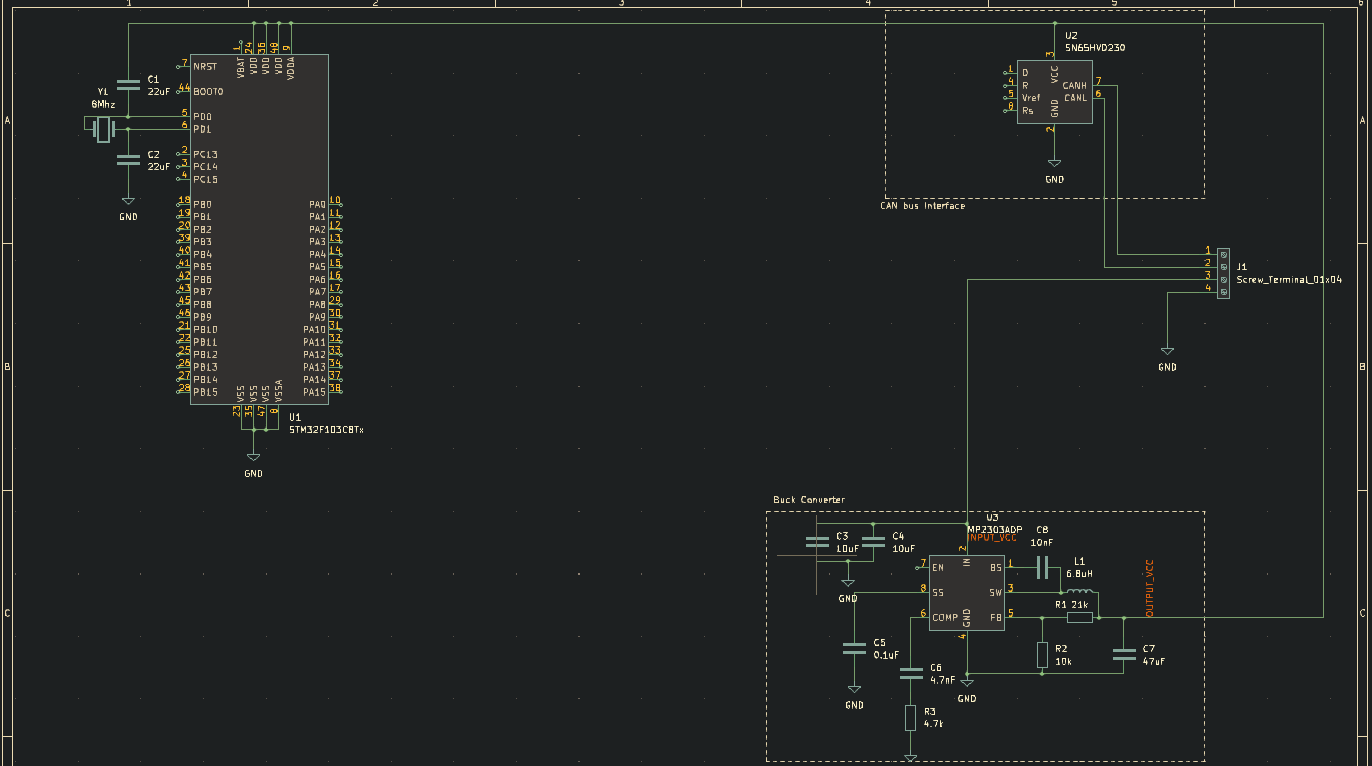 1
2
3
4
5
6
A
B
C
A
B
C
C1
22uF
Y1
8Mhz
C2
22uF
GND
1
24
36
48
9
VBAT
VDD
VDD
VDD
VDDA
7 NRST
44 BOOT0
5 PD0
6 PD1
2 PC13
3 PC14
4 PC15
18 PB0
19 PB1
20 PB2
39 PB3
40 PB4
41 PB5
42 PB6
43 PB7
45 PB8
46 PB9
21 PB10
22 PB11
25 PB12
26 PB13
27 PB14
28 PB15
PA0 10
PA1 11
PA2 12
PA3 13
PA4 14
PA5 15
PA6 16
PA7 17
PA8 29
PA9 30
PA10 31
PA11 32
PA12 33
PA13 34
PA14 37
PA15 38
VSS
VSS
VSS
VSSA
23
35
47
8
U1
STM32F103C8Tx
GND
U2
SN65HVD230
3
VCC
1 D
4 R
5 Vref
8 Rs
CANH 7
CANL 6
GND
2
GND
CAN bus interface
1
2
3
4
J1
Screw_Terminal_01x04
GND
Buck Converter
U3
MP2303ADP
INPUT_VCC
C3
10uF
C4
10uF
GND
2
IN
7 EN
8 SS
6 COMP
BS 1
SW 3
FB 5
GND
4
C8
10nF
L1
6.8uH
R1 21k
OUTPUT_VCC
R2
10k
C7
47uF
GND
C5
0.1uF
GND
C6
4.7nF
R3
4.7k